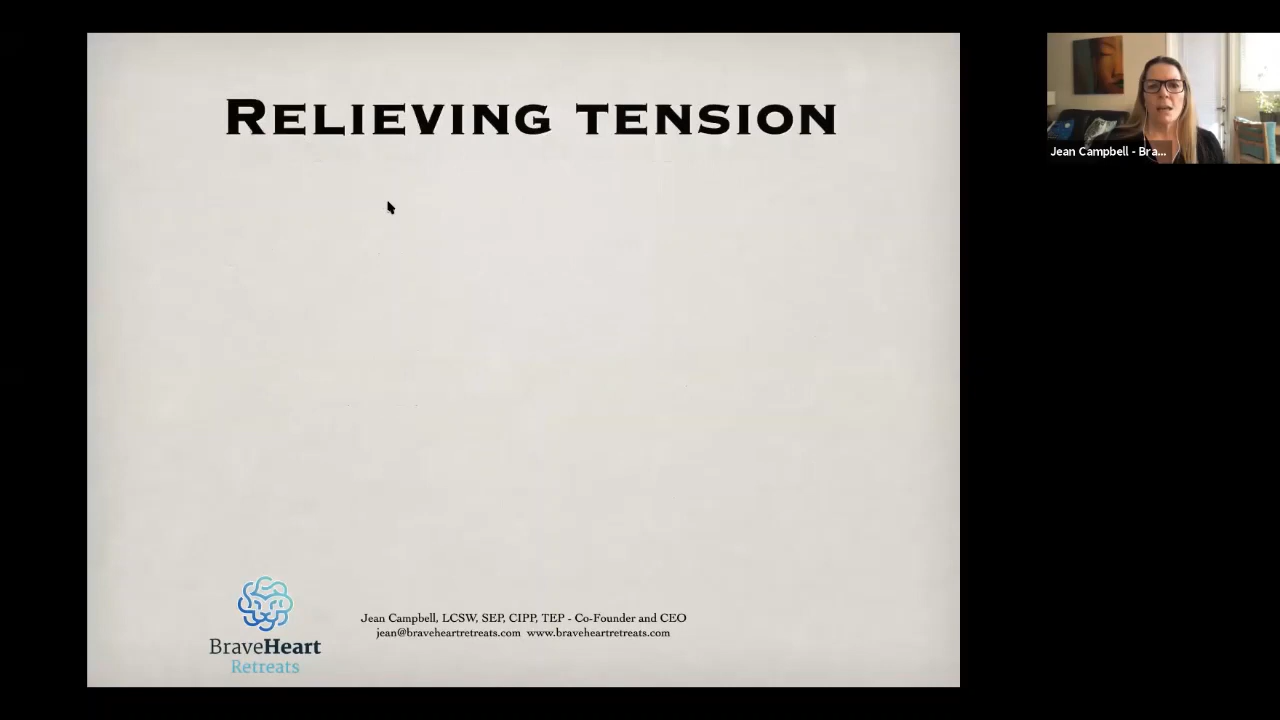 RELIEVING TENSION
Jean Campbell - Bra...
Jean Campbell, LCSW, SEP, CIPP, TEP - Co-Founder and CEO
jean@braveheartretreats.com www.braveheartretreats.com
BraveHeart
Retreats